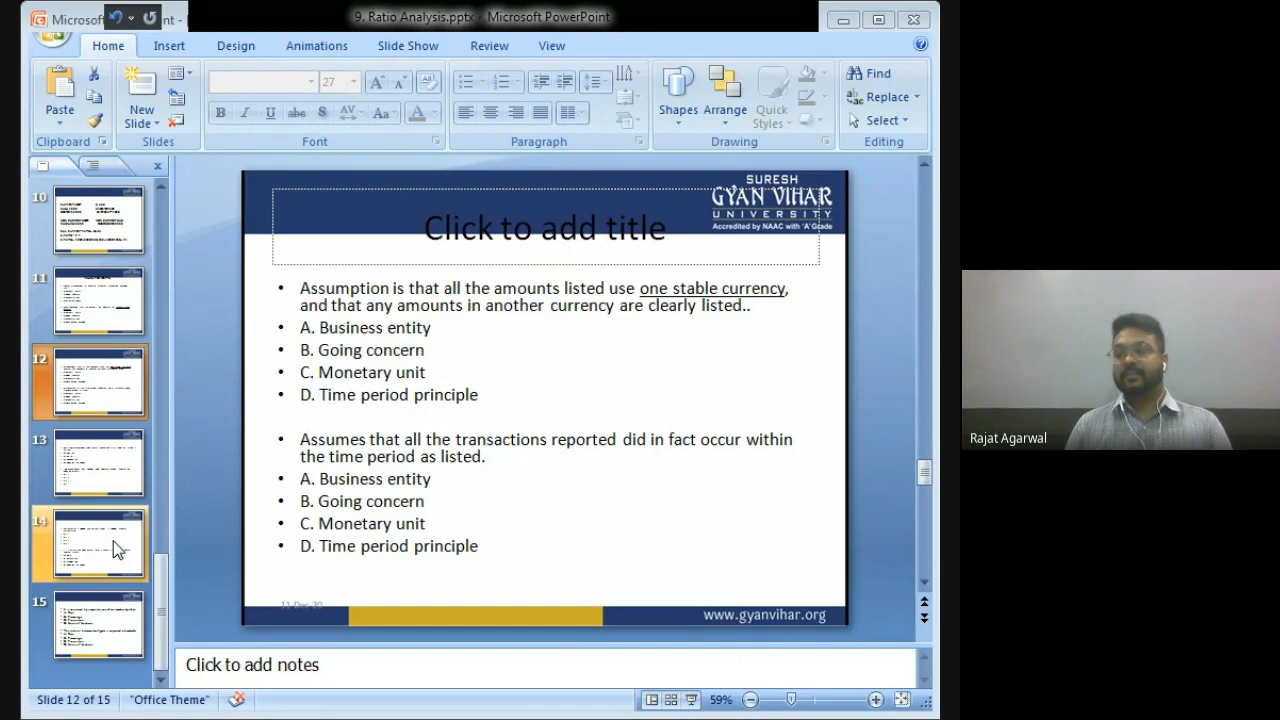 Microsoft
nt -
9. Ratio Analysis.pptx - Microsoft PowerPoint
Home
Insert
Design
Animations
Slide Show
Review
View
Paste
Clipboard
New
Slide
Slides
27
Font
Paragraph
Shapes
Arrange
Quick
Styles
Drawing
Find
Replace
Select
Editing
10
11
12
13
14
15
SURESH
GYAN VIHAR
UNIVERSITY
Accredited by NAAC with 'A' Grade
Click to add title
• Assumption is that all the amounts listed use one stable currency,
and that any amounts in another currency are clearly listed..
• A. Business entity
• B. Going concern
• C. Monetary unit
• D. Time period principle
• Assumes that all the transactions reported did in fact occur within
the time period as listed.
• A. Business entity
• B. Going concern
• C. Monetary unit
• D. Time period principle
11-Dec-20
www.gyanvihar.org
Click to add notes
Slide 12 of 15
"Office Theme"
59%
Rajat Agarwal